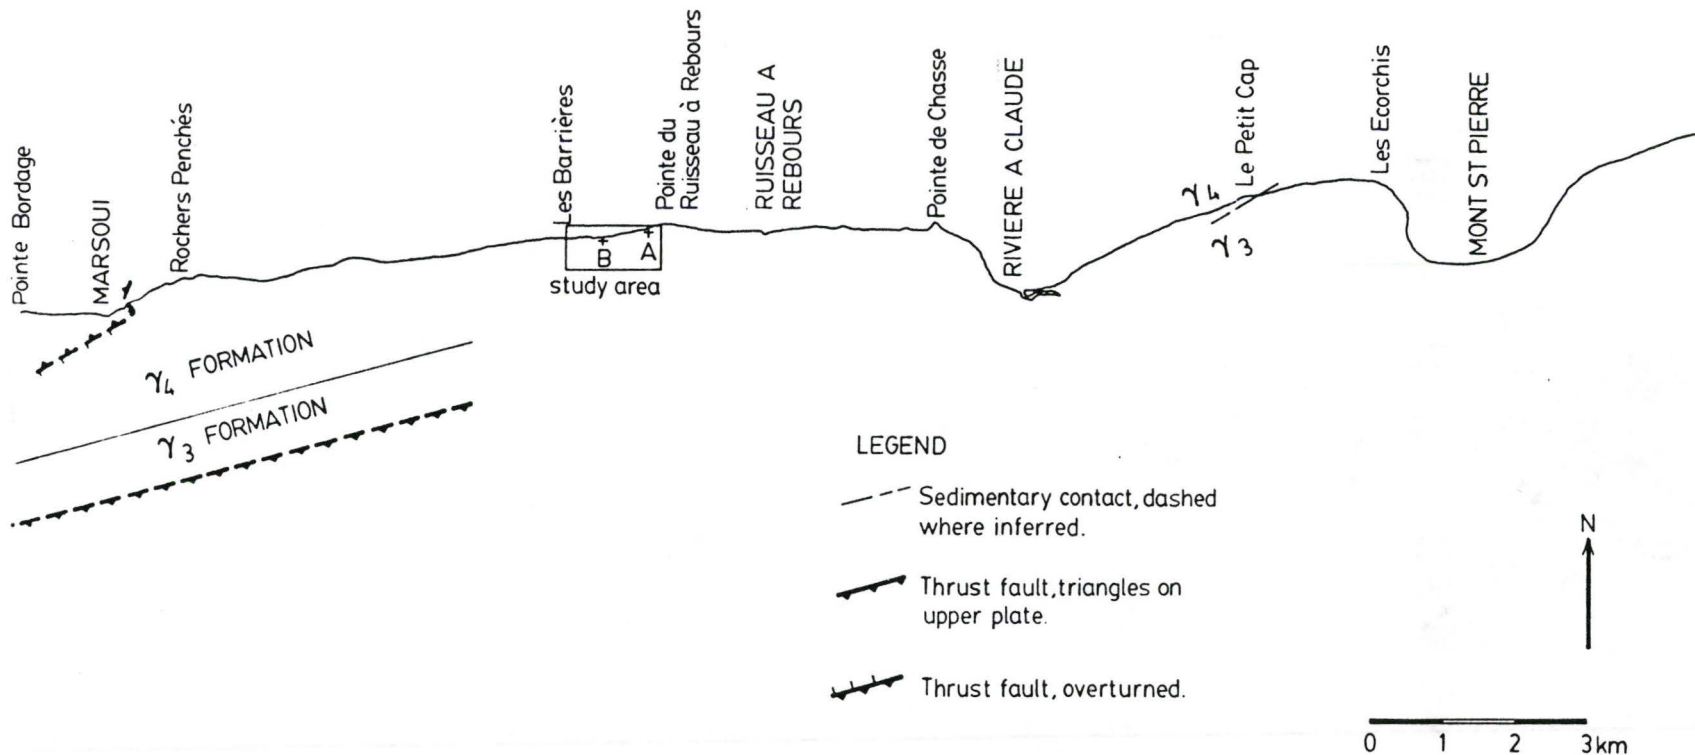 Pointe Bordage
MARSOUI
Rochers Penchés
Les Barrières
Pointe du
Ruisseau à Rebours
RUISSEAU A
REBOURS
Pointe de Chasse
RIVIERE A CLAUDE
Le Petit Cap
Les Ecorchis
MONT ST PIERRE
B
A
study area
γ4
γ3
γ4 FORMATION
γ3 FORMATION
LEGEND
Sedimentary contact, dashed
where inferred.
Thrust fault, triangles on
upper plate.
Thrust fault, overturned.
N
0 1 2 3km